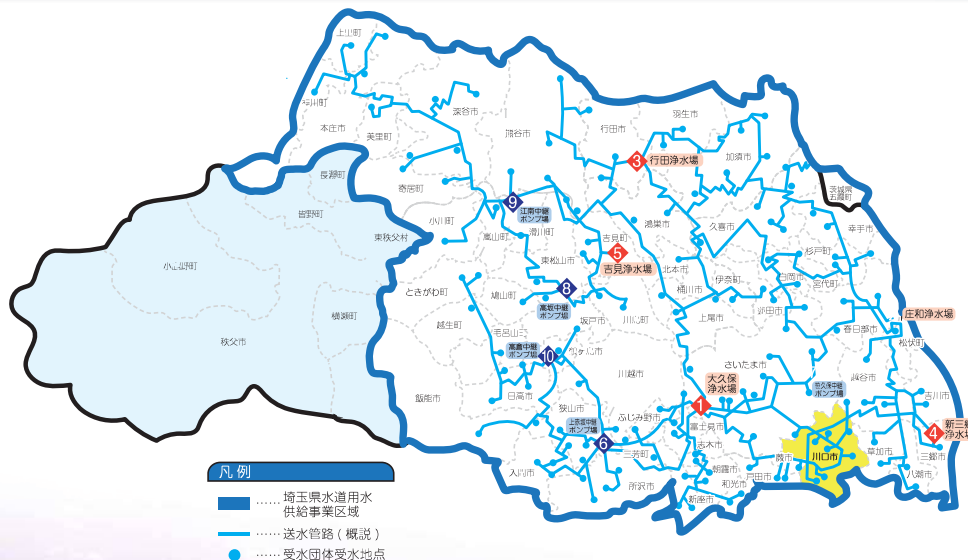 上里町
神川町
本庄市
美里町
深谷市
熊谷市
行田市
羽生市
加須市
3
行田浄水場
長瀞町
皆野町
寄居町
小川町
東秩父村
小鹿野町
秩父市
横瀬町
ときがわ町
9
江南中継
ポンプ場
嵐山町
滑川町
東松山市
吉見町
5
吉見浄水場
鴻巣市
北本市
桶川市
久喜市
伊奈町
茨城県
五霞町
幸手市
杉戸町
白岡市
宮代町
8
高坂中継
ポンプ場
鳩山町
越生町
毛呂山町
坂戸市
川島町
上尾市
蓮田市
春日部市
庄和浄水場
松伏町
高倉中継
ポンプ場
10
鶴ヶ島市
川越市
さいたま市
越谷市
吉川市
大久保
浄水場
1
飯能市
日高市
狭山市
上赤坂中継
ポンプ場
6
ふじみ野市
富士見市
志木市
三芳町
川口市
蕨市
戸田市
草加市
4
新三郷
浄水場
三郷市
八潮市
入間市
所沢市
朝霞市
和光市
新座市
凡例
……埼玉県水道用水
供給事業区域
……送水管路(概説)
……受水団体受水地点